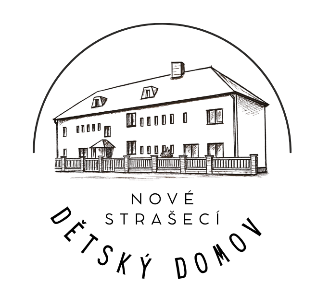 NOVÉ
STRAŠECÍ
DĚTSKÝ DOMOV